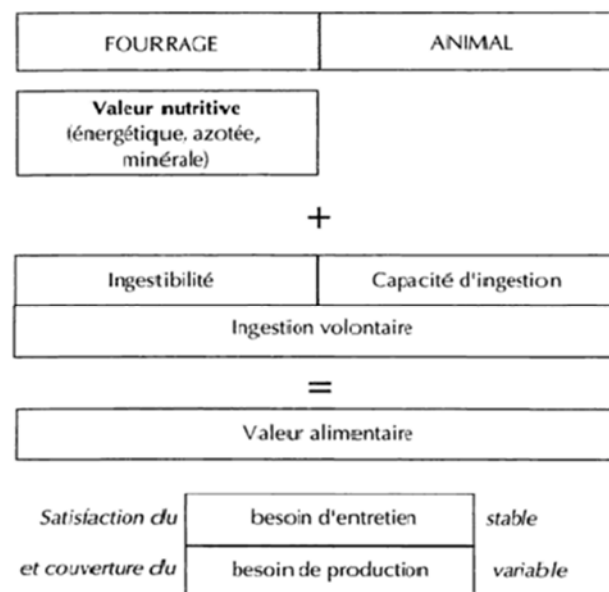 FOURRAGE ANIMAL
Valeur nutritive
(énergétique, azotée,
minérale)
+
Ingestibilité Capacité d'ingestion
Ingestion volontaire
=
Valeur alimentaire
Satisfaction du besoin d'entretien stable
et couverture du besoin de production variable